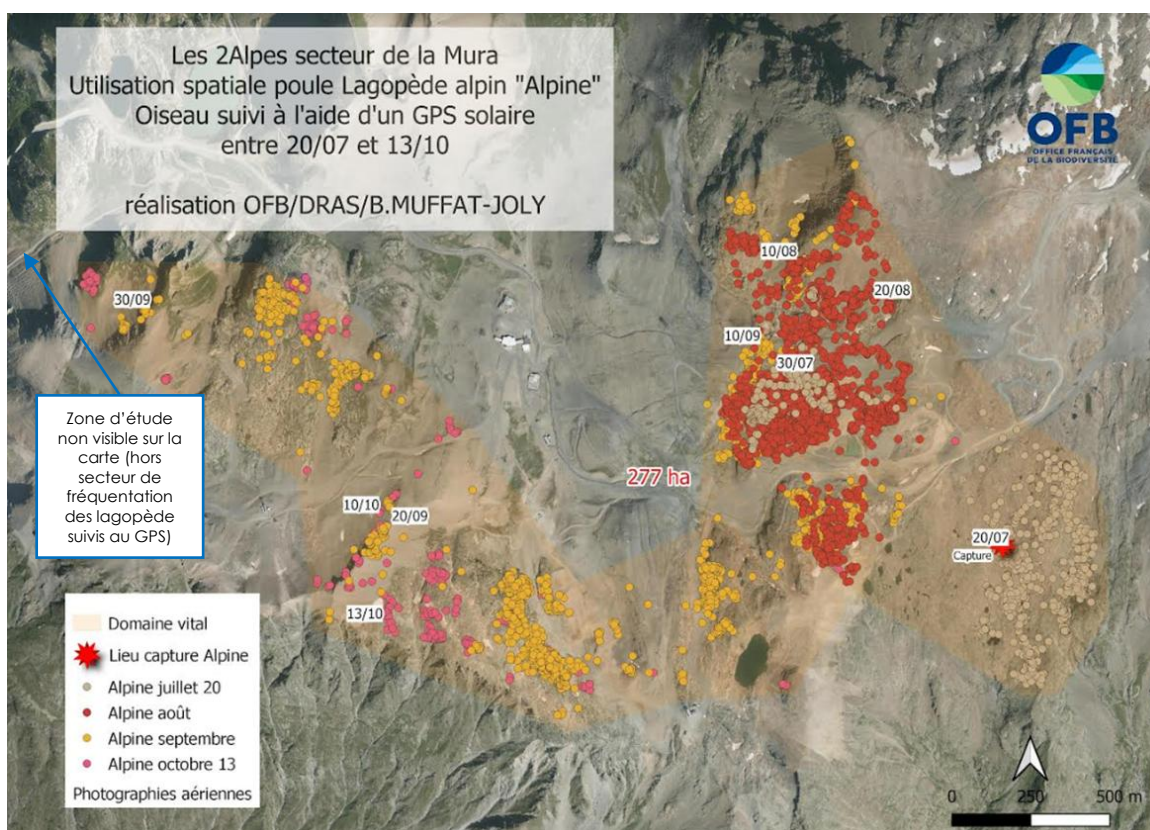 Les 2Alpes secteur de la Mura
Utilisation spatiale poule Lagopède alpin "Alpine"
Oiseau suivi à l'aide d'un GPS solaire
entre 20/07 et 13/10
réalisation OFB/DRAS/B.MUFFAT-JOLY
OFB
OFFICE FRANÇAIS
DE LA BIODIVERSITÉ
10/08
20/08
30/09
10/09
30/07
Zone d'étude
non visible sur la
carte (hors
secteur de
fréquentation
des lagopède
suivis au GPS)
277 ha
10/10
20/09
20/07
Capture
13/10
Domaine vital
Lieu capture Alpine
Alpine juillet 20
Alpine août
Alpine septembre
Alpine octobre 13
Photographies aériennes
0 250 500 m